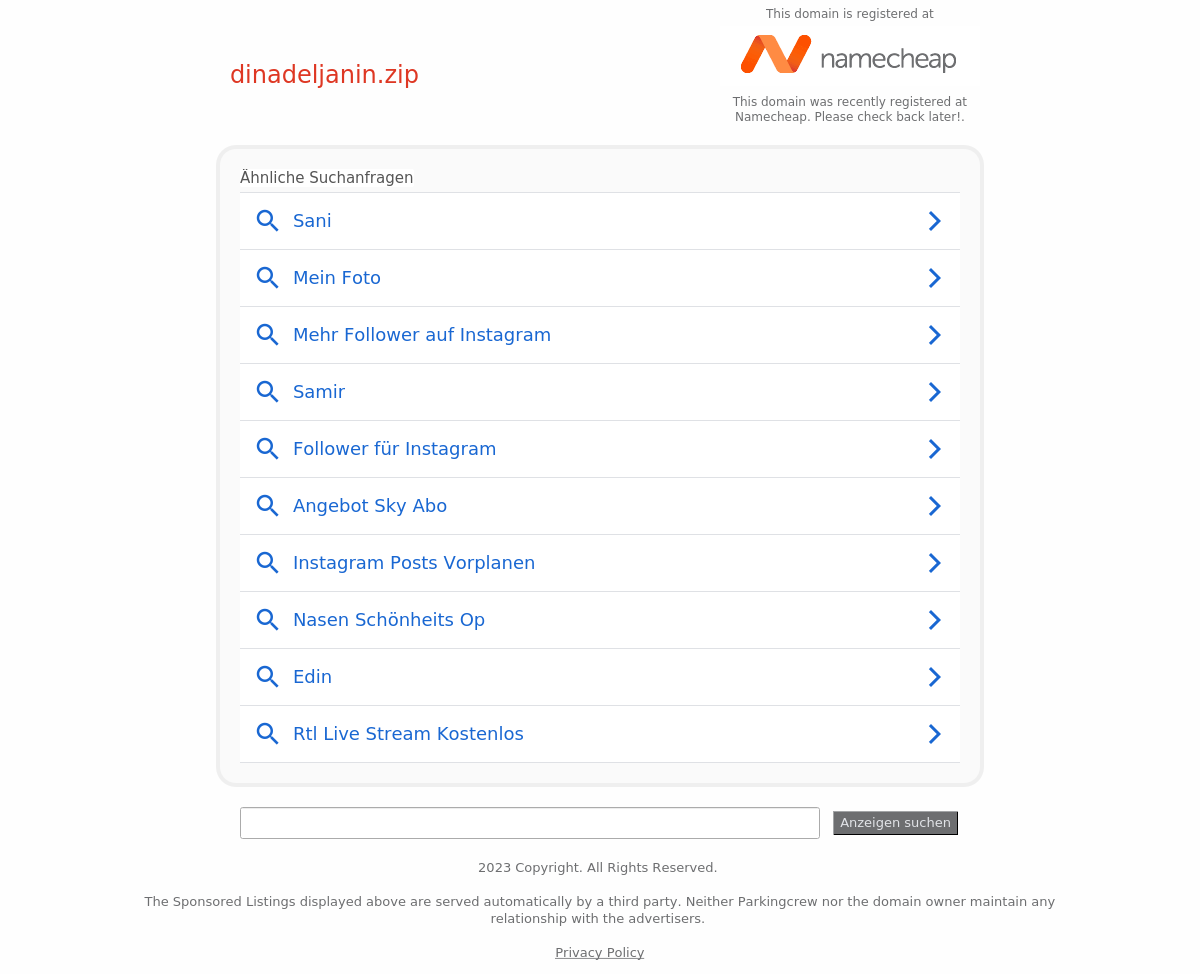 This domain is registered at
namecheap
dinadeljanin.zip
This domain was recently registered at
Namecheap. Please check back later!.
Ähnliche Suchanfragen
Sani
Mein Foto
Mehr Follower auf Instagram
Samir
Follower für Instagram
Angebot Sky Abo
Instagram Posts Vorplanen
Nasen Schönheits Op
Edin
Rtl Live Stream Kostenlos
Anzeigen suchen
2023 Copyright. All Rights Reserved.
The Sponsored Listings displayed above are served automatically by a third party. Neither Parkingcrew nor the domain owner maintain any
relationship with the advertisers.
Privacy Policy